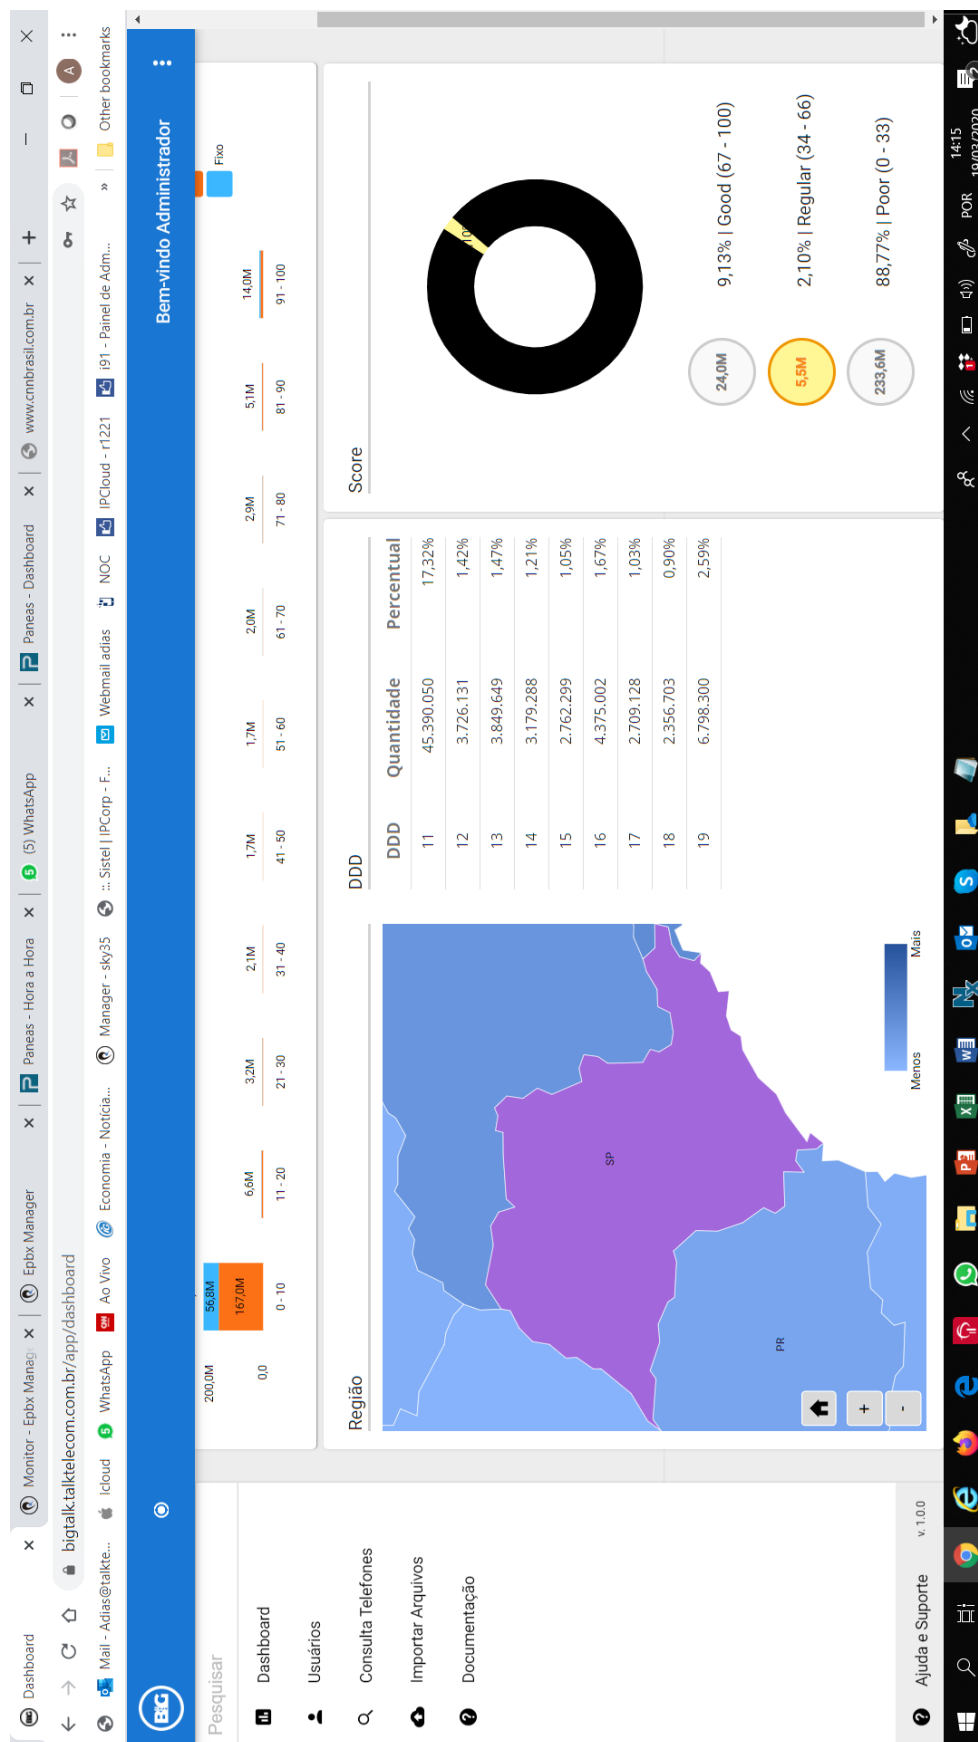 Dashboard
Monitor - Epbx Manag
Epbx Manager
Paneas - Hora a Hora
(5) WhatsApp
Paneas - Dashboard
www.cnnbrasil.com.br
bigtalk.talktelecom.com.br/app/dashboard
A
Mail - Adias@talkte...
Icloud
WhatsApp
Ao Vivo
Economia - Notícia...
Manager - sky35
:: Sistel | IPCorp - F...
Webmail adias
NOC
IPCloud - r1221
i91 - Painel de Adm...
»
Other bookmarks
BIG
Bem-vindo Administrador
Pesquisar
Dashboard
Usuários
Consulta Telefones
Importar Arquivos
Documentação
Ajuda e Suporte
v. 1.0.0
Fixo
200,0M
0,0
56,8M
167,0M
6,6M
3,2M
2,1M
1,7M
1,7M
2,0M
2,9M
5,1M
14,0M
0 - 10
11 - 20
21 - 30
31 - 40
41 - 50
51 - 60
61 - 70
71 - 80
81 - 90
91 - 100
Região
SP
PR
+
-
Menos
Mais
DDD
DDD Quantidade Percentual
11 45.390.050 17,32%
12 3.726.131 1,42%
13 3.849.649 1,47%
14 3.179.288 1,21%
15 2.762.299 1,05%
16 4.375.002 1,67%
17 2.709.128 1,03%
18 2.356.703 0,90%
19 6.798.300 2,59%
Score
24,0M 9,13% | Good (67 - 100)
5,5M 2,10% | Regular (34 - 66)
233,6M 88,77% | Poor (0 - 33)
POR
14:15
19/03/2020
2